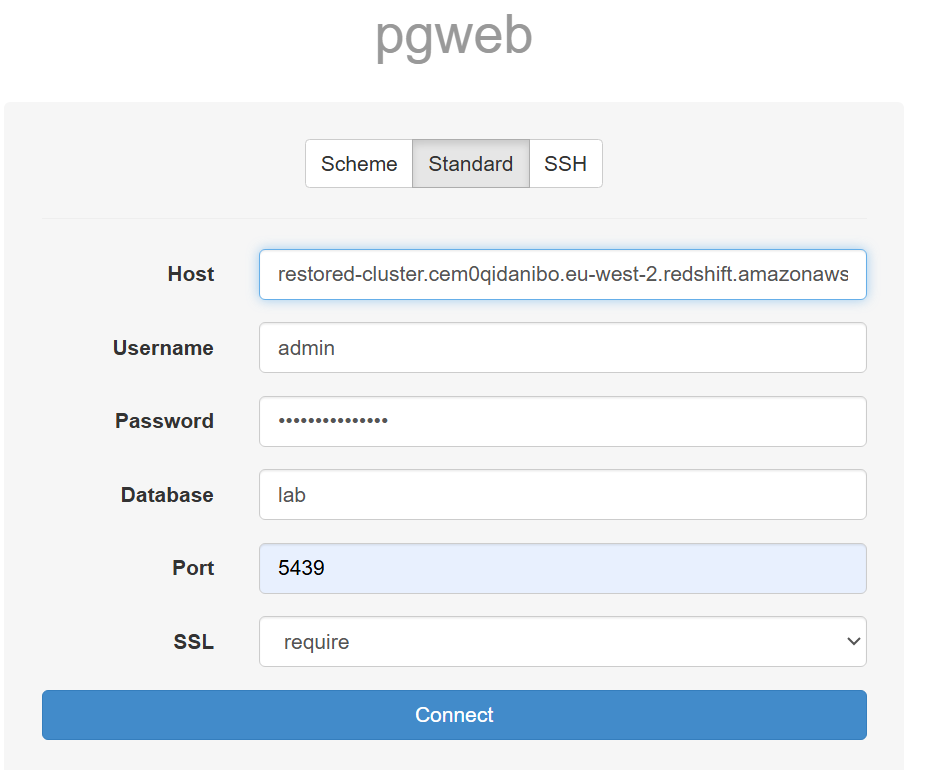 pgweb
Scheme Standard SSH
Host restored-cluster.cem0qidanibo.eu-west-2.redshift.amazonaws
Username admin
Password •••••••••••••••
Database lab
Port 5439
SSL require
Connect